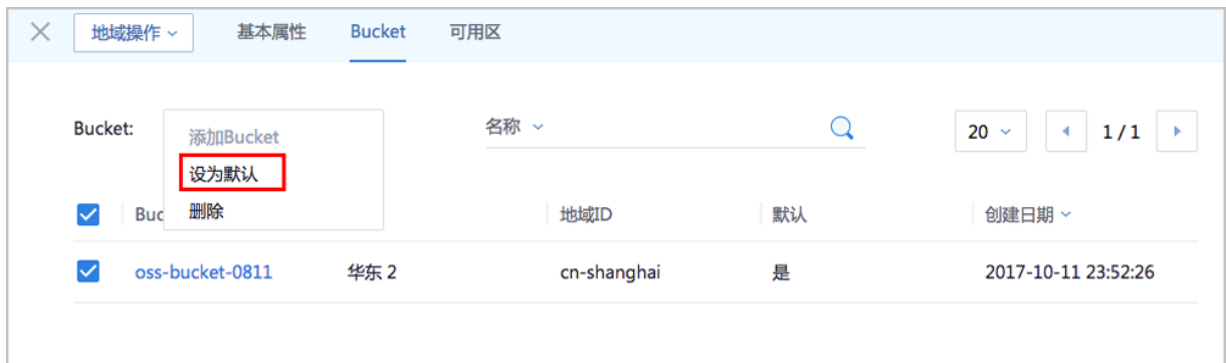 地域操作 基本属性 Bucket 可用区
Bucket: 名称 20 1 / 1
添加Bucket
设为默认
删除
Buc 地域ID 默认 创建日期
oss-bucket-0811 华东 2 cn-shanghai 是 2017-10-11 23:52:26